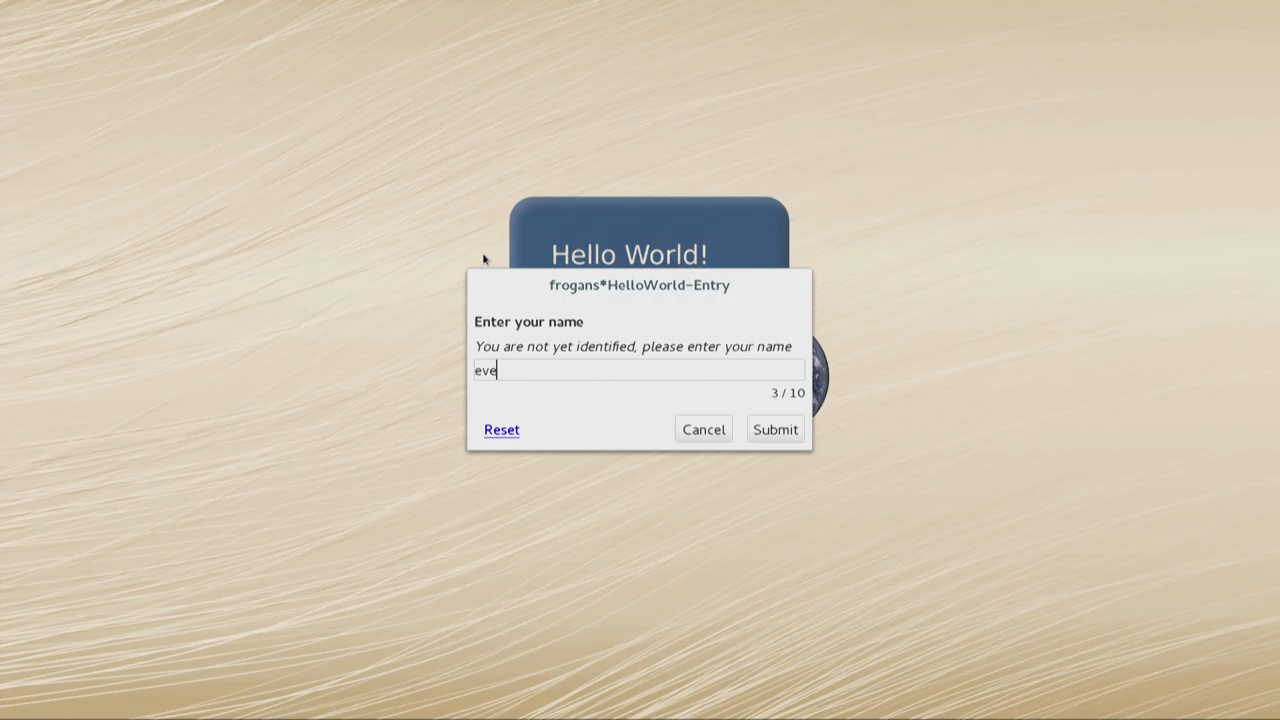 Hello World!
frogans*HelloWorld-Entry
Enter your name
You are not yet identified, please enter your name
eve
3 / 10
Reset
Cancel
Submit